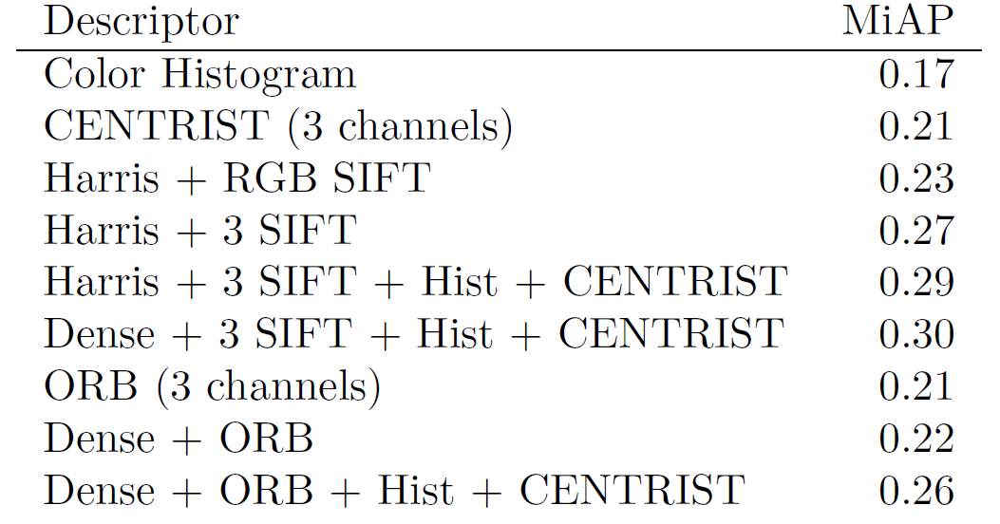 Descriptor MiAP
Color Histogram 0.17
CENTRIST (3 channels) 0.21
Harris + RGB SIFT 0.23
Harris + 3 SIFT 0.27
Harris + 3 SIFT + Hist + CENTRIST 0.29
Dense + 3 SIFT + Hist + CENTRIST 0.30
ORB (3 channels) 0.21
Dense + ORB 0.22
Dense + ORB + Hist + CENTRIST 0.26